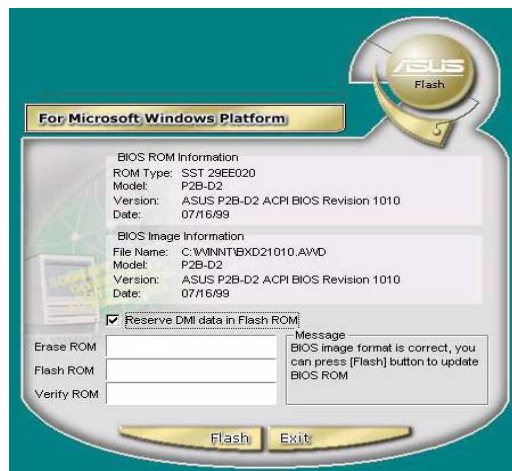 ASUS
Flash
For Microsoft Windows Platform
BIOS ROM Information
ROM Type: SST 29EE020
Model: P2B-D2
Version: ASUS P2B-D2 ACPI BIOS Revision 1010
Date: 07/16/99
BIOS Image Information
File Name: C:\WINNT\BXD21010.AWD
Model: P2B-D2
Version: ASUS P2B-D2 ACPI BIOS Revision 1010
Date: 07/16/99
Reserve DMI data in Flash ROM
Erase ROM
Flash ROM
Verify ROM
Message
BIOS image format is correct, you
can press [Flash] button to update
BIOS ROM
Flash
Exit